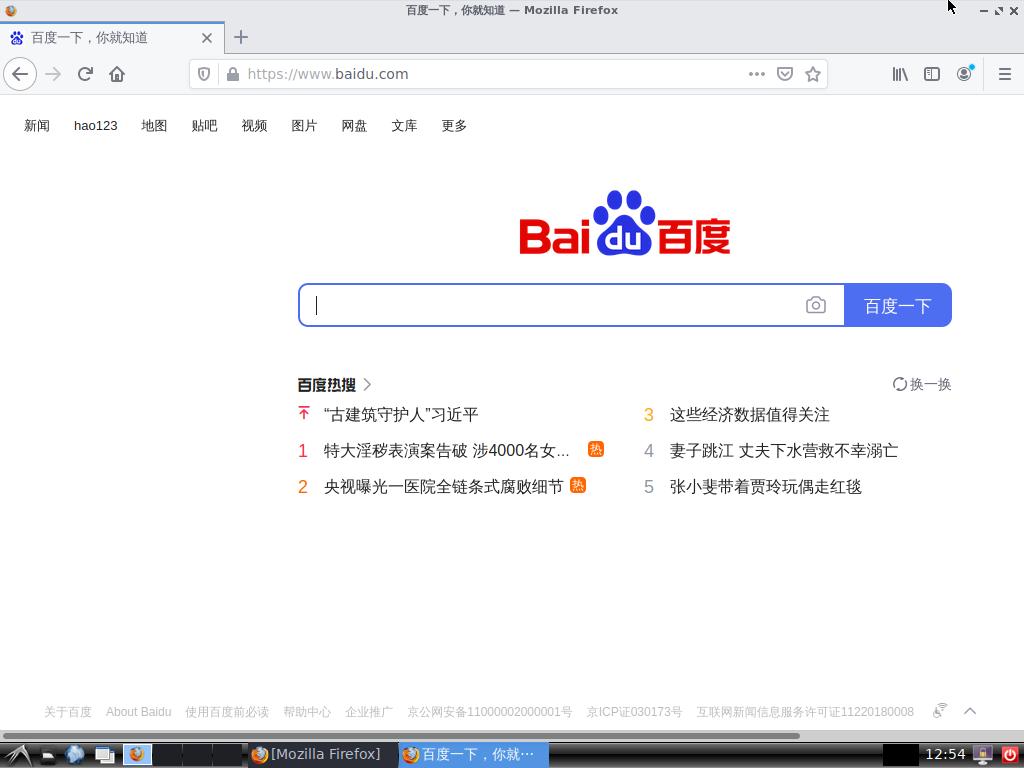 百度一下，你就知道 — Mozilla Firefox
百度一下，你就知道
https://www.baidu.com
新闻 hao123 地图 贴吧 视频 图片 网盘 文库 更多
Bai du 百度
百度一下
百度热搜 换一换
“古建筑守护人”习近平
3 这些经济数据值得关注
1 特大淫秽表演案告破 涉4000名女... 热
4 妻子跳江 丈夫下水营救不幸溺亡
2 央视曝光一医院全链条式腐败细节 热
5 张小斐带着贾玲玩偶走红毯
关于百度 About Baidu 使用百度前必读 帮助中心 企业推广 京公网安备11000002000001号 京ICP证030173号 互联网新闻信息服务许可证11220180008
[Mozilla Firefox] 百度一下，你就⋯ 12:54